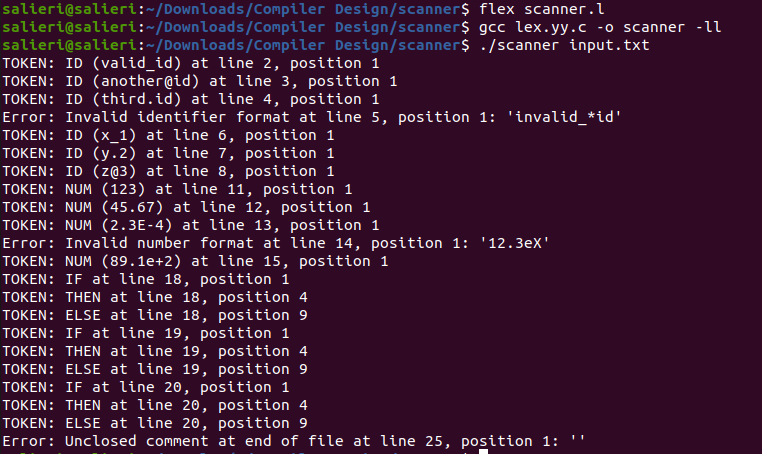 salieri@salieri:~/Downloads/Compiler Design/scanner$ flex scanner.l
salieri@salieri:~/Downloads/Compiler Design/scanner$ gcc lex.yy.c -o scanner -ll
salieri@salieri:~/Downloads/Compiler Design/scanner$ ./scanner input.txt
TOKEN: ID (valid_id) at line 2, position 1
TOKEN: ID (another@id) at line 3, position 1
TOKEN: ID (third.id) at line 4, position 1
Error: Invalid identifier format at line 5, position 1: 'invalid_*id'
TOKEN: ID (x_1) at line 6, position 1
TOKEN: ID (y.2) at line 7, position 1
TOKEN: ID (z@3) at line 8, position 1
TOKEN: NUM (123) at line 11, position 1
TOKEN: NUM (45.67) at line 12, position 1
TOKEN: NUM (2.3E-4) at line 13, position 1
Error: Invalid number format at line 14, position 1: '12.3eX'
TOKEN: NUM (89.1e+2) at line 15, position 1
TOKEN: IF at line 18, position 1
TOKEN: THEN at line 18, position 4
TOKEN: ELSE at line 18, position 9
TOKEN: IF at line 19, position 1
TOKEN: THEN at line 19, position 4
TOKEN: ELSE at line 19, position 9
TOKEN: IF at line 20, position 1
TOKEN: THEN at line 20, position 4
TOKEN: ELSE at line 20, position 9
Error: Unclosed comment at end of file at line 25, position 1: ''